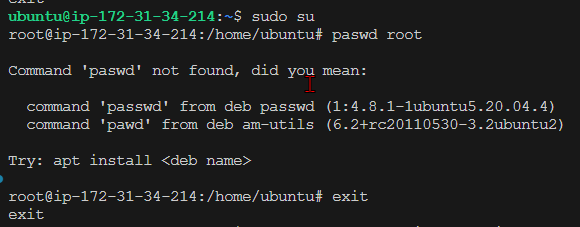 exit
ubuntu@ip-172-31-34-214:~$ sudo su
root@ip-172-31-34-214:/home/ubuntu# paswd root
Command 'paswd' not found, did you mean:
command 'passwd' from deb passwd (1:4.8.1-1ubuntu5.20.04.4)
command 'pawd' from deb am-utils (6.2+rc20110530-3.2ubuntu2)
Try: apt install <deb name>
root@ip-172-31-34-214:/home/ubuntu# exit
exit